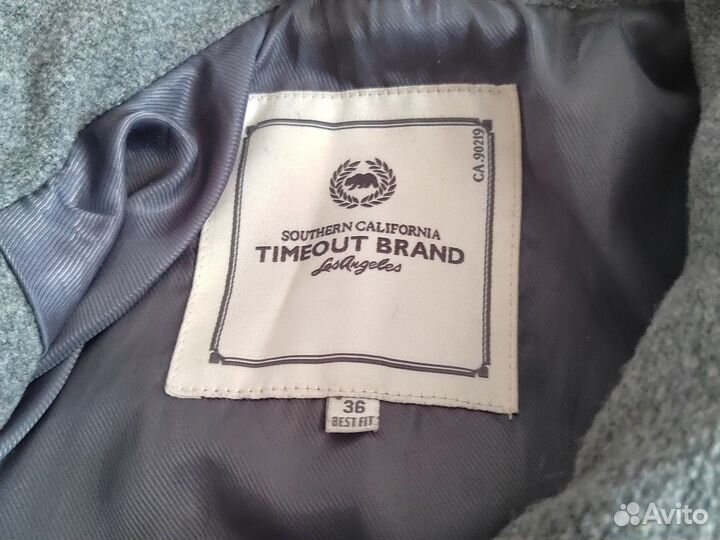 CA.90219
SOUTHERN CALIFORNIA
TIMEOUT BRAND
Los Angeles
36
BEST FIT
Avito